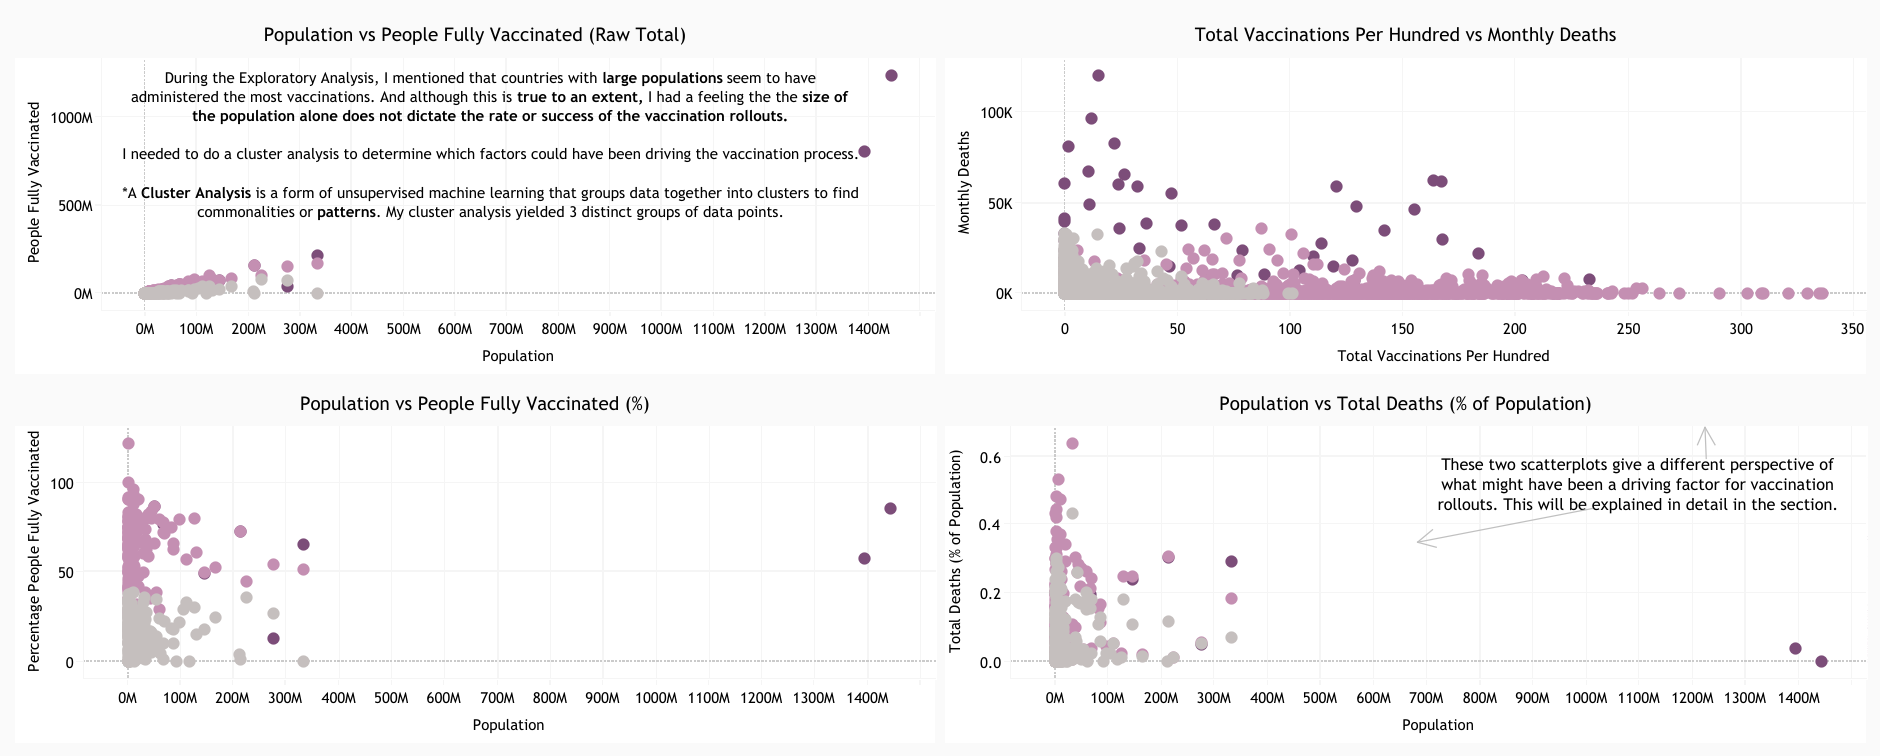 Population vs People Fully Vaccinated (Raw Total)
During the Exploratory Analysis, I mentioned that countries with large populations seem to have
administered the most vaccinations. And although this is true to an extent, I had a feeling the the size of
the population alone does not dictate the rate or success of the vaccination rollouts.
I needed to do a cluster analysis to determine which factors could have been driving the vaccination process.
*A Cluster Analysis is a form of unsupervised machine learning that groups data together into clusters to find
commonalities or patterns. My cluster analysis yielded 3 distinct groups of data points.
People Fully Vaccinated
1000M
500M
0M
0M 100M 200M 300M 400M 500M 600M 700M 800M 900M 1000M 1100M 1200M 1300M 1400M
Population
Total Vaccinations Per Hundred vs Monthly Deaths
Monthly Deaths
100K
50K
0K
0 50 100 150 200 250 300 350
Total Vaccinations Per Hundred
Population vs People Fully Vaccinated (%)
Percentage People Fully Vaccinated
100
50
0
0M 100M 200M 300M 400M 500M 600M 700M 800M 900M 1000M 1100M 1200M 1300M 1400M
Population
Population vs Total Deaths (% of Population)
These two scatterplots give a different perspective of
what might have been a driving factor for vaccination
rollouts. This will be explained in detail in the section.
Total Deaths (% of Population)
0.6
0.4
0.2
0.0
0M 100M 200M 300M 400M 500M 600M 700M 800M 900M 1000M 1100M 1200M 1300M 1400M
Population